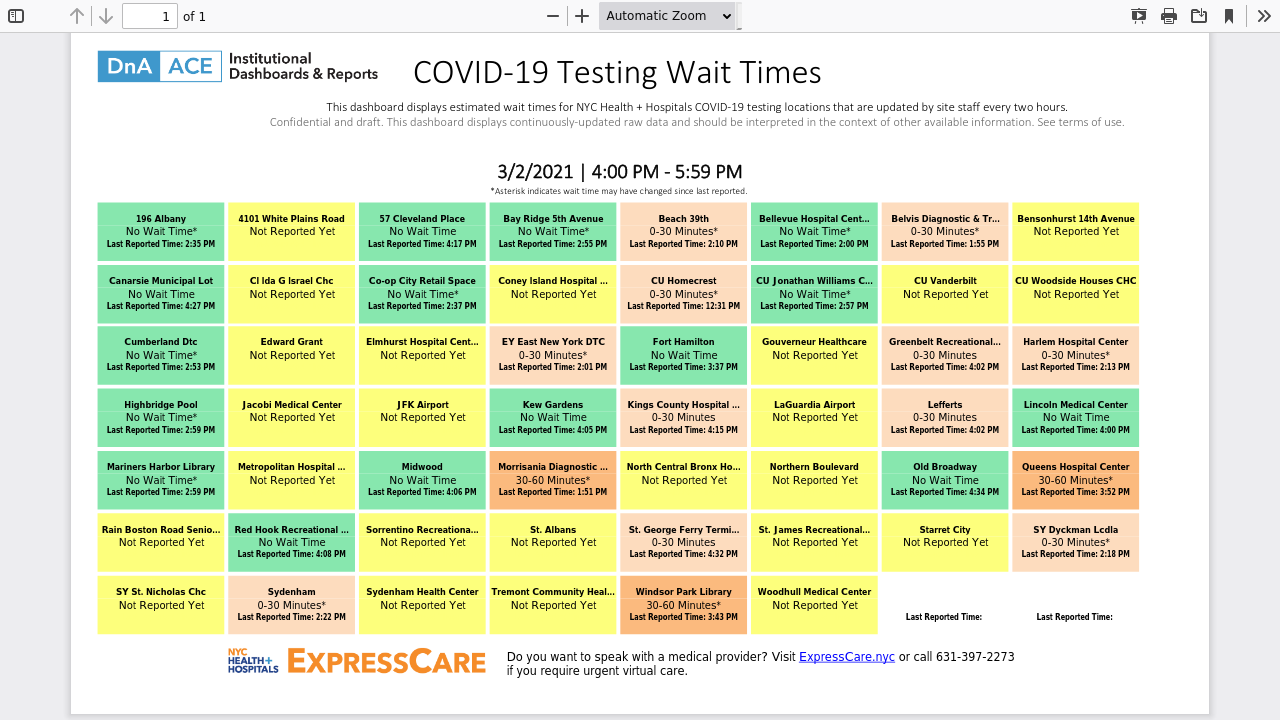 1 of 1 Automatic Zoom
DnA ACE Institutional Dashboards & Reports
COVID-19 Testing Wait Times
This dashboard displays estimated wait times for NYC Health + Hospitals COVID-19 testing locations that are updated by site staff every two hours.
Confidential and draft. This dashboard displays continuously-updated raw data and should be interpreted in the context of other available information. See terms of use.
3/2/2021 | 4:00 PM - 5:59 PM
*Asterisk indicates wait time may have changed since last reported.
196 Albany
No Wait Time*
Last Reported Time: 2:35 PM
4101 White Plains Road
Not Reported Yet
57 Cleveland Place
No Wait Time
Last Reported Time: 4:17 PM
Bay Ridge 5th Avenue
No Wait Time*
Last Reported Time: 2:55 PM
Beach 39th
0-30 Minutes*
Last Reported Time: 2:10 PM
Bellevue Hospital Cent...
No Wait Time*
Last Reported Time: 2:00 PM
Belvis Diagnostic & Tr...
0-30 Minutes*
Last Reported Time: 1:55 PM
Bensonhurst 14th Avenue
Not Reported Yet
Canarsie Municipal Lot
No Wait Time
Last Reported Time: 4:27 PM
Cl Ida G Israel Chc
Not Reported Yet
Co-op City Retail Space
No Wait Time*
Last Reported Time: 2:37 PM
Coney Island Hospital ...
Not Reported Yet
CU Homecrest
0-30 Minutes*
Last Reported Time: 12:31 PM
CU Jonathan Williams C...
No Wait Time*
Last Reported Time: 2:57 PM
CU Vanderbilt
Not Reported Yet
CU Woodside Houses CHC
Not Reported Yet
Cumberland Dtc
No Wait Time*
Last Reported Time: 2:53 PM
Edward Grant
Not Reported Yet
Elmhurst Hospital Cent...
Not Reported Yet
EY East New York DTC
0-30 Minutes*
Last Reported Time: 2:01 PM
Fort Hamilton
No Wait Time
Last Reported Time: 3:37 PM
Gouverneur Healthcare
Not Reported Yet
Greenbelt Recreational...
0-30 Minutes
Last Reported Time: 4:02 PM
Harlem Hospital Center
0-30 Minutes*
Last Reported Time: 2:13 PM
Highbridge Pool
No Wait Time*
Last Reported Time: 2:59 PM
Jacobi Medical Center
Not Reported Yet
JFK Airport
Not Reported Yet
Kew Gardens
No Wait Time
Last Reported Time: 4:05 PM
Kings County Hospital ...
0-30 Minutes
Last Reported Time: 4:15 PM
LaGuardia Airport
Not Reported Yet
Lefferts
0-30 Minutes
Last Reported Time: 4:02 PM
Lincoln Medical Center
No Wait Time
Last Reported Time: 4:00 PM
Mariners Harbor Library
No Wait Time*
Last Reported Time: 2:59 PM
Metropolitan Hospital ...
Not Reported Yet
Midwood
No Wait Time
Last Reported Time: 4:06 PM
Morrisania Diagnostic ...
30-60 Minutes*
Last Reported Time: 1:51 PM
North Central Bronx Ho...
Not Reported Yet
Northern Boulevard
Not Reported Yet
Old Broadway
No Wait Time
Last Reported Time: 4:34 PM
Queens Hospital Center
30-60 Minutes*
Last Reported Time: 3:52 PM
Rain Boston Road Senio...
Not Reported Yet
Red Hook Recreational ...
No Wait Time
Last Reported Time: 4:08 PM
Sorrentino Recreationa...
Not Reported Yet
St. Albans
Not Reported Yet
St. George Ferry Termi...
0-30 Minutes
Last Reported Time: 4:32 PM
St. James Recreational...
Not Reported Yet
Starret City
Not Reported Yet
SY Dyckman Lcdla
0-30 Minutes*
Last Reported Time: 2:18 PM
SY St. Nicholas Chc
Not Reported Yet
Sydenham
0-30 Minutes*
Last Reported Time: 2:22 PM
Sydenham Health Center
Not Reported Yet
Tremont Community Heal...
Not Reported Yet
Windsor Park Library
30-60 Minutes*
Last Reported Time: 3:43 PM
Woodhull Medical Center
Not Reported Yet
Last Reported Time:
Last Reported Time:
NYC HEALTH+ HOSPITALS EXPRESSCARE
Do you want to speak with a medical provider? Visit ExpressCare.nyc or call 631-397-2273
if you require urgent virtual care.